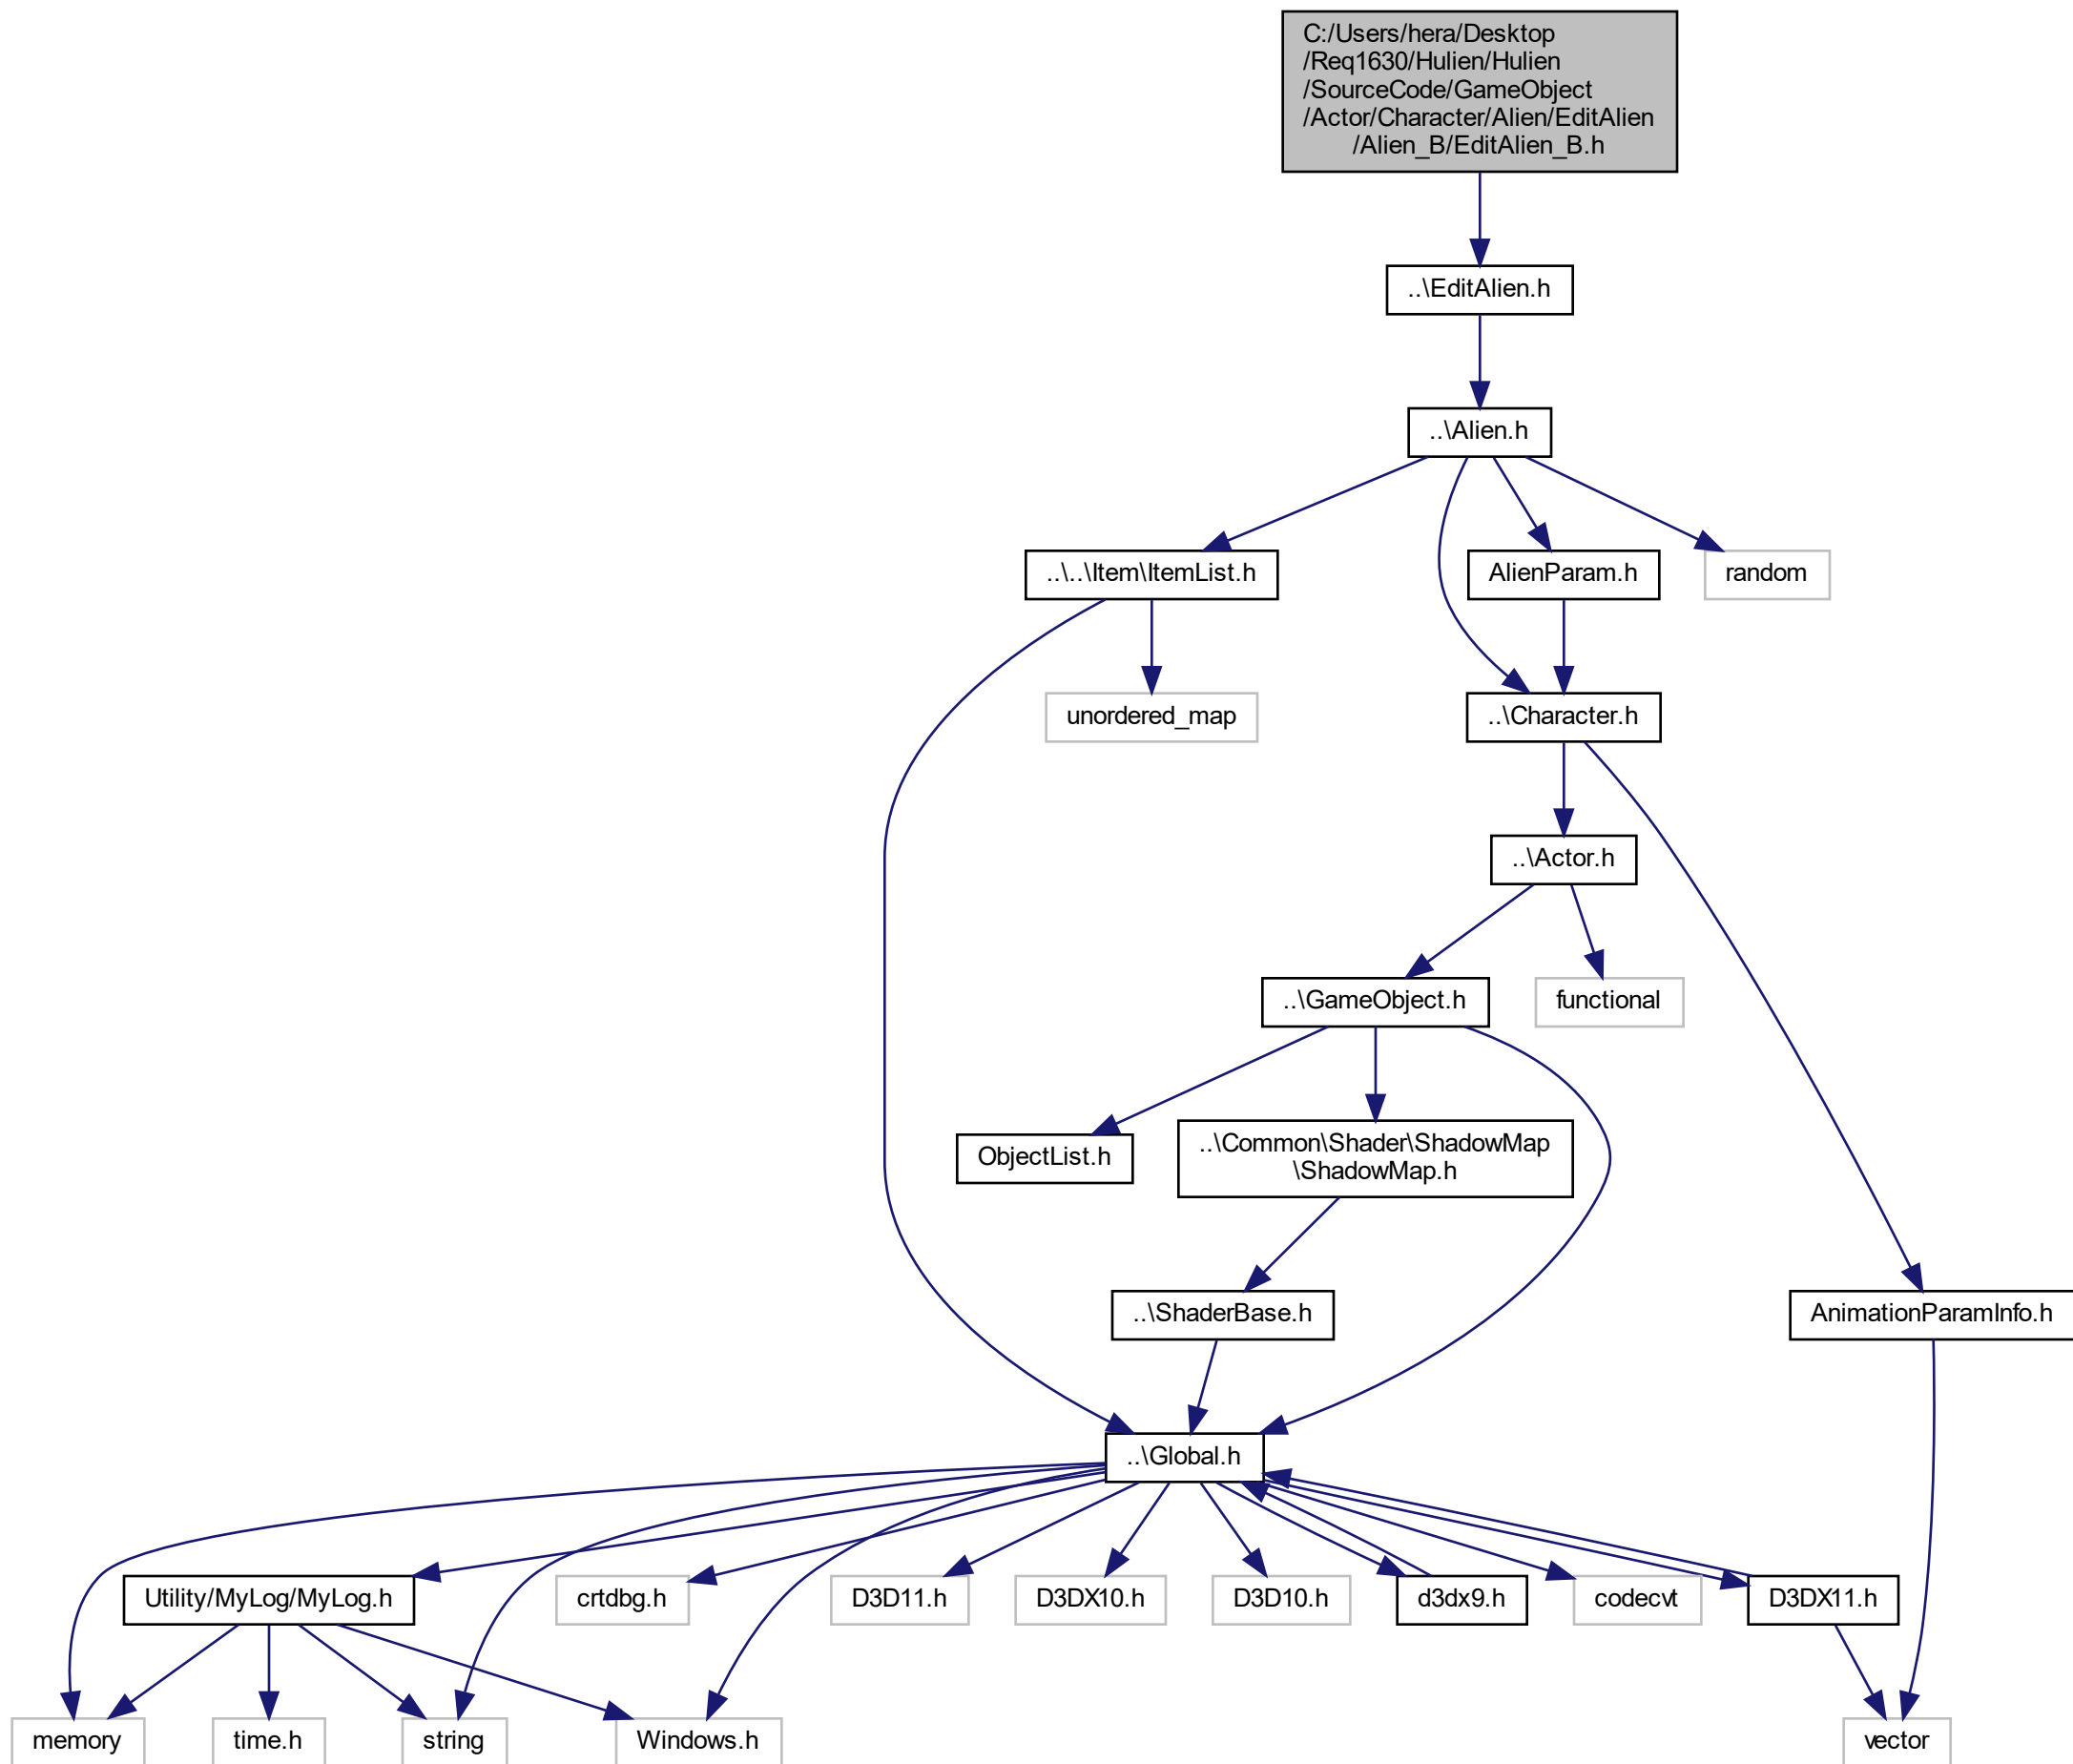 C:/Users/hera/Desktop
/Req1630/Hulien/Hulien
/SourceCode/GameObject
/Actor/Character/Alien/EditAlien
/Alien_B/EditAlien_B.h
..\EditAlien.h
..\Alien.h
..\..\Item\ItemList.h
AlienParam.h
random
unordered_map
..\Character.h
..\Actor.h
..\GameObject.h
functional
ObjectList.h
..\Common\Shader\ShadowMap
\ShadowMap.h
..\ShaderBase.h
AnimationParamInfo.h
..\Global.h
Utility/MyLog/MyLog.h
crtdbg.h
D3D11.h
D3DX10.h
D3D10.h
d3dx9.h
codecvt
D3DX11.h
memory
time.h
string
Windows.h
vector